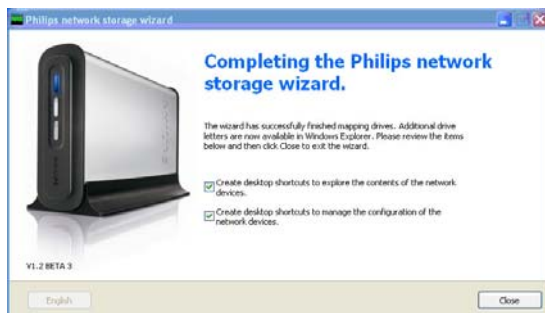 Philips network storage wizard
Completing the Philips network
storage wizard.
The wizard has successfully finished mapping drives. Additional drive
letters are now available in Windows Explorer. Please review the items
below and then click Close to exit the wizard.
Create desktop shortcuts to explore the contents of the network
devices.
Create desktop shortcuts to manage the configuration of the
network devices.
V1.2 BETA 3
English
Close